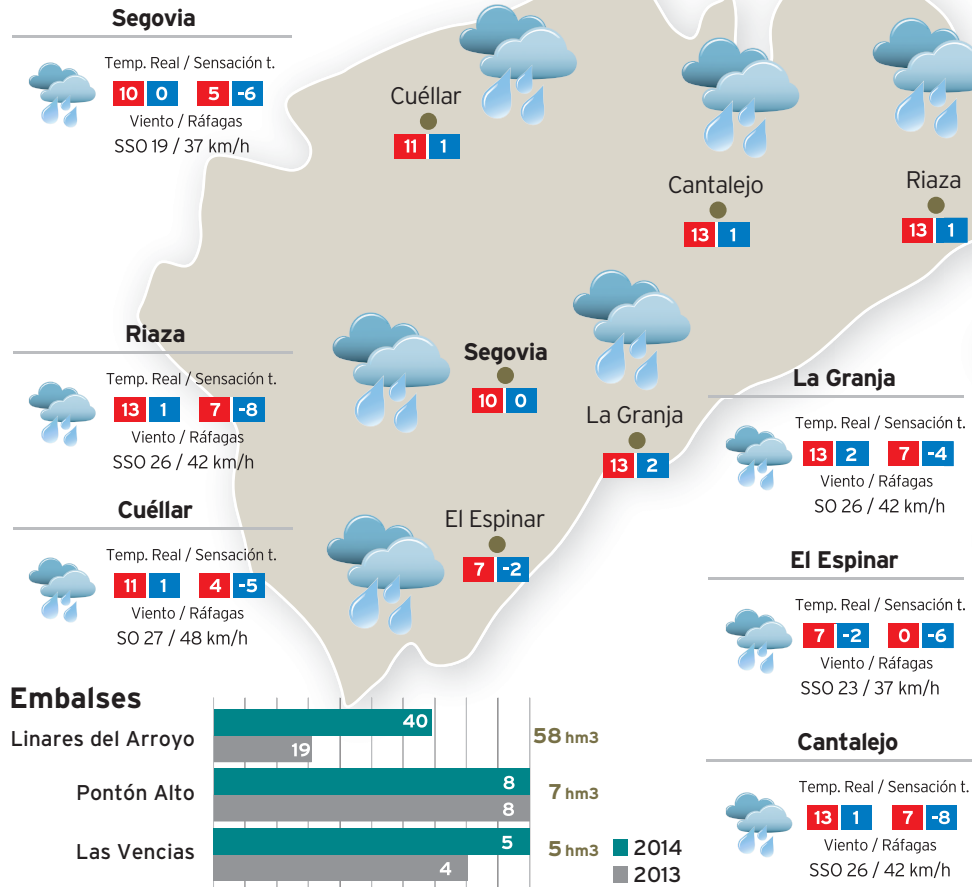 Segovia
Temp. Real / Sensación t.
10 0 5 -6
Viento / Ráfagas
SSO 19 / 37 km/h
Cuéllar
11 1
Cantalejo
13 1
Riaza
13 1
Segovia
10 0
La Granja
13 2
El Espinar
7 -2
Riaza
Temp. Real / Sensación t.
13 1 7 -8
Viento / Ráfagas
SSO 26 / 42 km/h
Cuéllar
Temp. Real / Sensación t.
11 1 4 -5
Viento / Ráfagas
SO 27 / 48 km/h
La Granja
Temp. Real / Sensación t.
13 2 7 -4
Viento / Ráfagas
SO 26 / 42 km/h
El Espinar
Temp. Real / Sensación t.
7 -2 0 -6
Viento / Ráfagas
SSO 23 / 37 km/h
Cantalejo
Temp. Real / Sensación t.
13 1 7 -8
Viento / Ráfagas
SSO 26 / 42 km/h
Embalses
Linares del Arroyo
40
19
58 hm3
Pontón Alto
8
8
7 hm3
Las Vencias
5
4
5 hm3
2014
2013